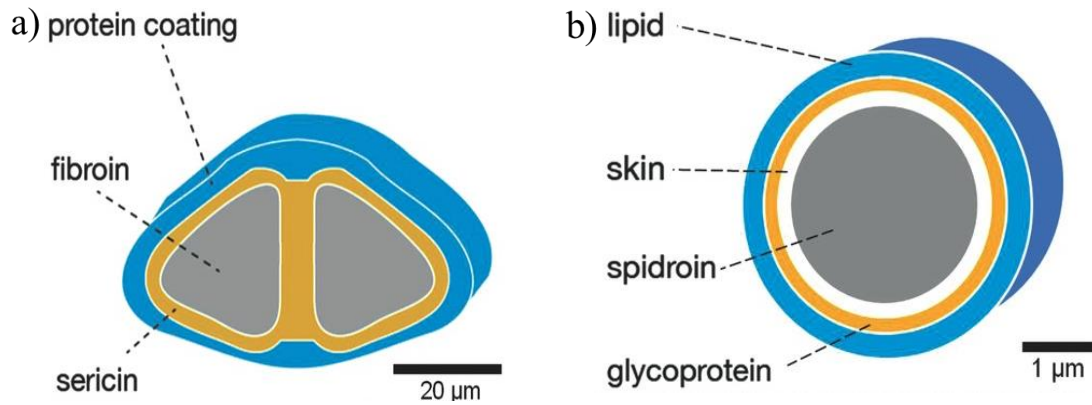 a) protein coating
fibroin
sericin
20 µm
b) lipid
skin
spidroin
glycoprotein
1 µm